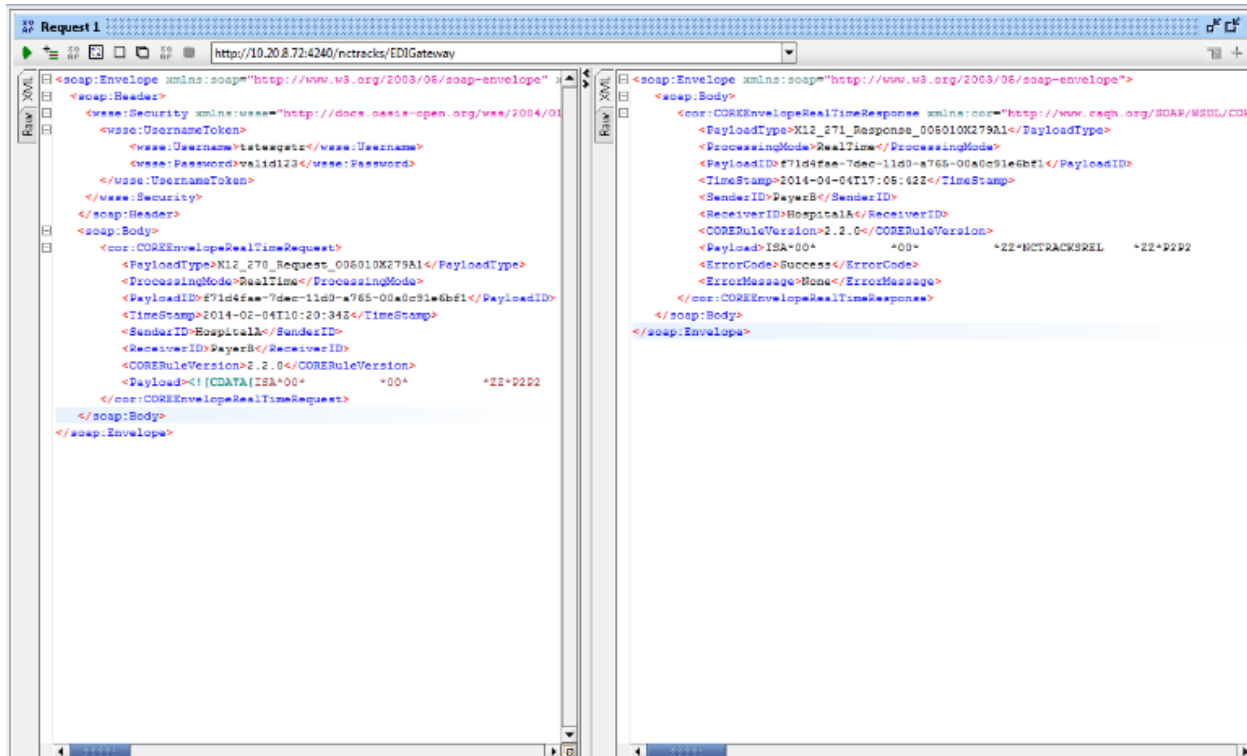 Request 1
http://10.20.8.72:4240/nctracks/EDIGateway
XML
Raw
<soap:Envelope xmlns:soap="http://www.w3.org/2003/05/soap-envelope" x
<soap:Header>
<wsse:Security xmlns:wsse="http://docs.oasis-open.org/wss/2004/01
<wsse:UsernameToken>
<wsse:Username>tstesgstr</wsse:Username>
<wsse:Password>valid123</wsse:Password>
</wsse:UsernameToken>
</wsse:Security>
</soap:Header>
<soap:Body>
<cor:COREEnvelopeRealTimeRequest>
<PayloadType>X12_270_Request_005010X279A1</PayloadType>
<ProcessingMode>RealTime</ProcessingMode>
<PayloadID>f71d4fae-7dec-11d0-a765-00a0c91e6bf1</PayloadID>
<TimeStamp>2014-02-04T10:20:34Z</TimeStamp>
<SenderID>HospitalA</SenderID>
<ReceiverID>PayerB</ReceiverID>
<CORERuleVersion>2.2.0</CORERuleVersion>
<Payload><![CDATA[ISA*00*          *00*          *ZZ*P2P2
</cor:COREEnvelopeRealTimeRequest>
</soap:Body>
</soap:Envelope>
XML
Raw
<soap:Envelope xmlns:soap="http://www.w3.org/2003/05/soap-envelope">
<soap:Body>
<cor:COREEnvelopeRealTimeResponse xmlns:cor="http://www.caqh.org/SOAP/WSDL/COR
<PayloadType>X12_271_Response_005010X279A1</PayloadType>
<ProcessingMode>RealTime</ProcessingMode>
<PayloadID>f71d4fae-7dec-11d0-a765-00a0c91e6bf1</PayloadID>
<TimeStamp>2014-04-04T17:05:42Z</TimeStamp>
<SenderID>PayerB</SenderID>
<ReceiverID>HospitalA</ReceiverID>
<CORERuleVersion>2.2.0</CORERuleVersion>
<Payload>ISA*00*          *00*          *ZZ*NCTRACKSREL    *ZZ*P2P2
<ErrorCode>Success</ErrorCode>
<ErrorMessage>None</ErrorMessage>
</cor:COREEnvelopeRealTimeResponse>
</soap:Body>
</soap:Envelope>